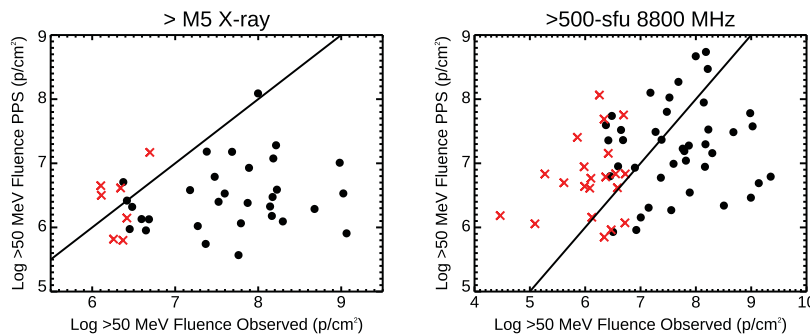 > M5 X-ray
Log >50 MeV Fluence PPS (p/cm²)
9
8
7
6
5
6 7 8 9
Log >50 MeV Fluence Observed (p/cm²)
>500-sfu 8800 MHz
Log >50 MeV Fluence PPS (p/cm²)
9
8
7
6
5
4 5 6 7 8 9 10
Log >50 MeV Fluence Observed (p/cm²)